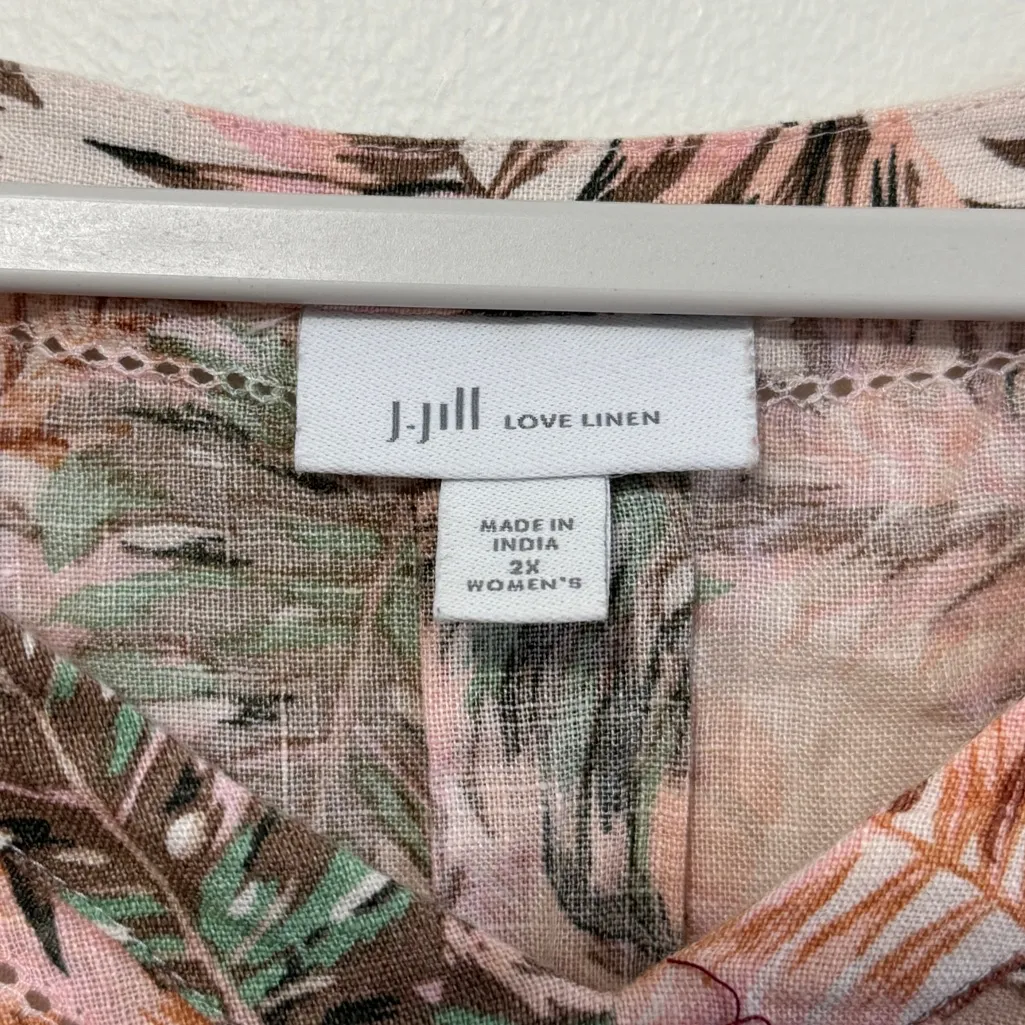 J.Jill LOVE LINEN
MADE IN
INDIA
2X
WOMEN'S